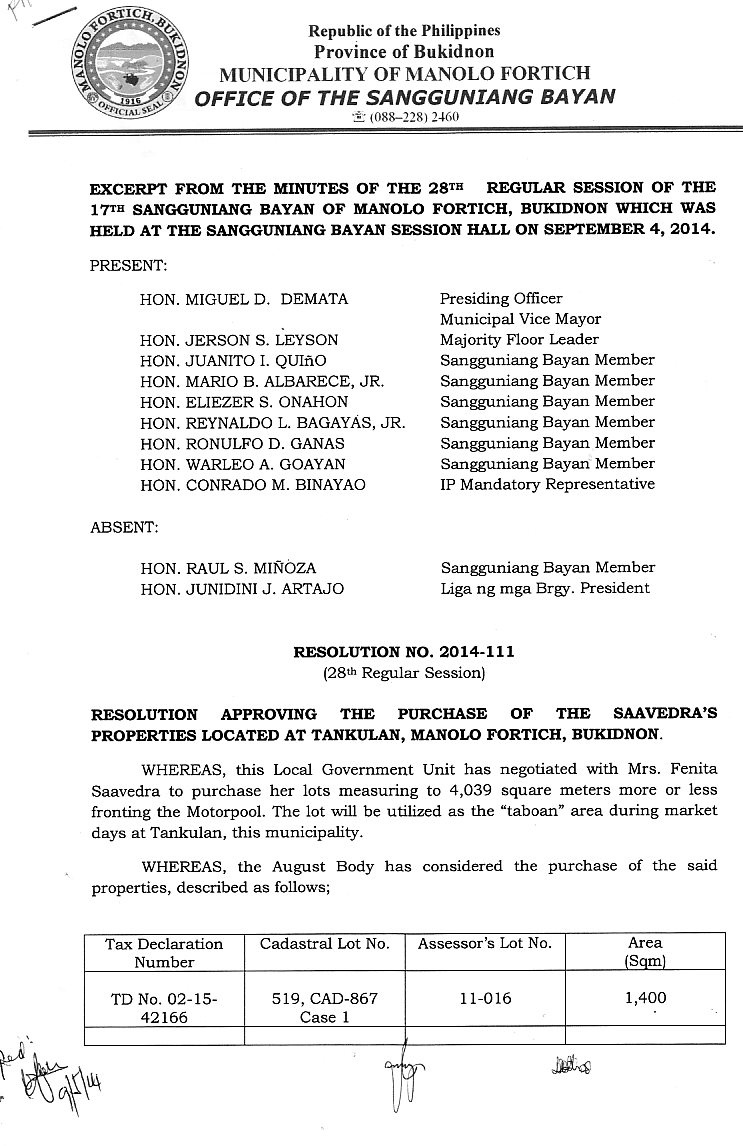 MANOLO FORTICH, BUKIDNON
1916
OFFICIAL SEAL
Republic of the Philippines
Province of Bukidnon
MUNICIPALITY OF MANOLO FORTICH
OFFICE OF THE SANGGUNIANG BAYAN
☏ (088–228) 2460
EXCERPT FROM THE MINUTES OF THE 28TH REGULAR SESSION OF THE
17TH SANGGUNIANG BAYAN OF MANOLO FORTICH, BUKIDNON WHICH WAS
HELD AT THE SANGGUNIANG BAYAN SESSION HALL ON SEPTEMBER 4, 2014.
PRESENT:
HON. MIGUEL D. DEMATA Presiding Officer
Municipal Vice Mayor
HON. JERSON S. LEYSON Majority Floor Leader
HON. JUANITO I. QUIñO Sangguniang Bayan Member
HON. MARIO B. ALBARECE, JR. Sangguniang Bayan Member
HON. ELIEZER S. ONAHON Sangguniang Bayan Member
HON. REYNALDO L. BAGAYAS, JR. Sangguniang Bayan Member
HON. RONULFO D. GANAS Sangguniang Bayan Member
HON. WARLEO A. GOAYAN Sangguniang Bayan Member
HON. CONRADO M. BINAYAO IP Mandatory Representative
ABSENT:
HON. RAUL S. MIÑOZA Sangguniang Bayan Member
HON. JUNIDINI J. ARTAJO Liga ng mga Brgy. President
RESOLUTION NO. 2014-111
(28th Regular Session)
RESOLUTION APPROVING THE PURCHASE OF THE SAAVEDRA'S
PROPERTIES LOCATED AT TANKULAN, MANOLO FORTICH, BUKIDNON.
WHEREAS, this Local Government Unit has negotiated with Mrs. Fenita
Saavedra to purchase her lots measuring to 4,039 square meters more or less
fronting the Motorpool. The lot will be utilized as the "taboan" area during market
days at Tankulan, this municipality.
WHEREAS, the August Body has considered the purchase of the said
properties, described as follows;
Tax Declaration Cadastral Lot No. Assessor's Lot No. Area
Number (Sqm)
TD No. 02-15- 519, CAD-867 11-016 1,400
42166 Case 1
9/5/14